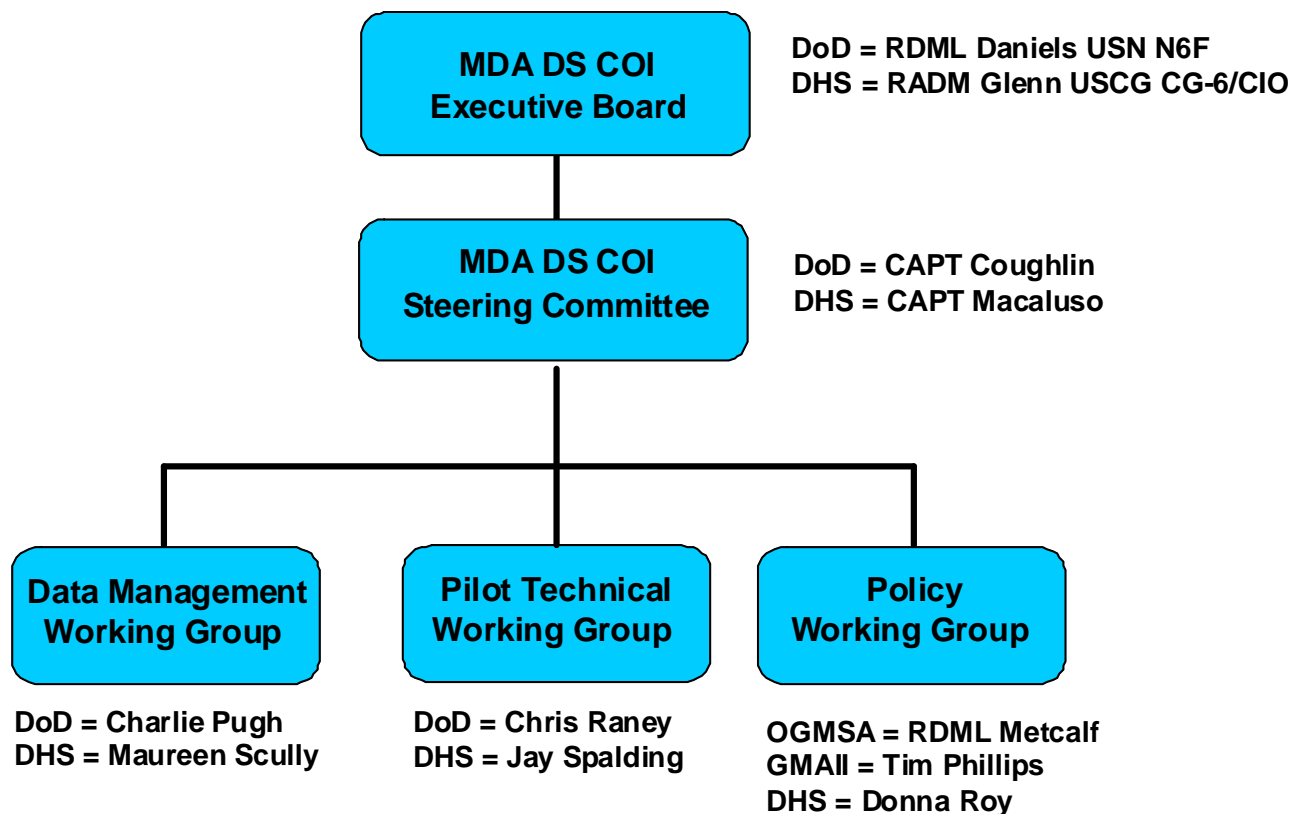 MDA DS COI
Executive Board
DoD = RDML Daniels USN N6F
DHS = RADM Glenn USCG CG-6/CIO
MDA DS COI
Steering Committee
DoD = CAPT Coughlin
DHS = CAPT Macaluso
Data Management
Working Group
DoD = Charlie Pugh
DHS = Maureen Scully
Pilot Technical
Working Group
DoD = Chris Raney
DHS = Jay Spalding
Policy
Working Group
OGMSA = RDML Metcalf
GMAII = Tim Phillips
DHS = Donna Roy